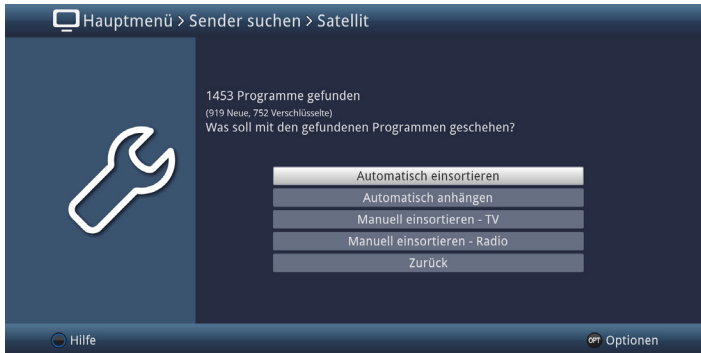 Hauptmenü > Sender suchen > Satellit
1453 Programme gefunden
(919 Neue, 752 Verschlüsselte)
Was soll mit den gefundenen Programmen geschehen?
Automatisch einsortieren
Automatisch anhängen
Manuell einsortieren - TV
Manuell einsortieren - Radio
Zurück
Hilfe
OPT Optionen